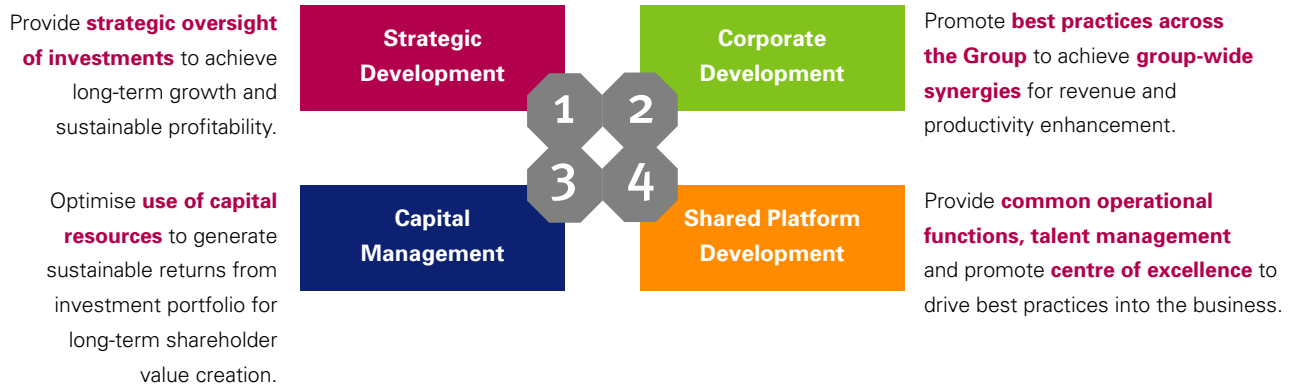 Provide strategic oversight
of investments to achieve
long-term growth and
sustainable profitability.
Strategic
Development
1
2
Corporate
Development
Promote best practices across
the Group to achieve group-wide
synergies for revenue and
productivity enhancement.
Optimise use of capital
resources to generate
sustainable returns from
investment portfolio for
long-term shareholder
value creation.
Capital
Management
3
4
Shared Platform
Development
Provide common operational
functions, talent management
and promote centre of excellence to
drive best practices into the business.